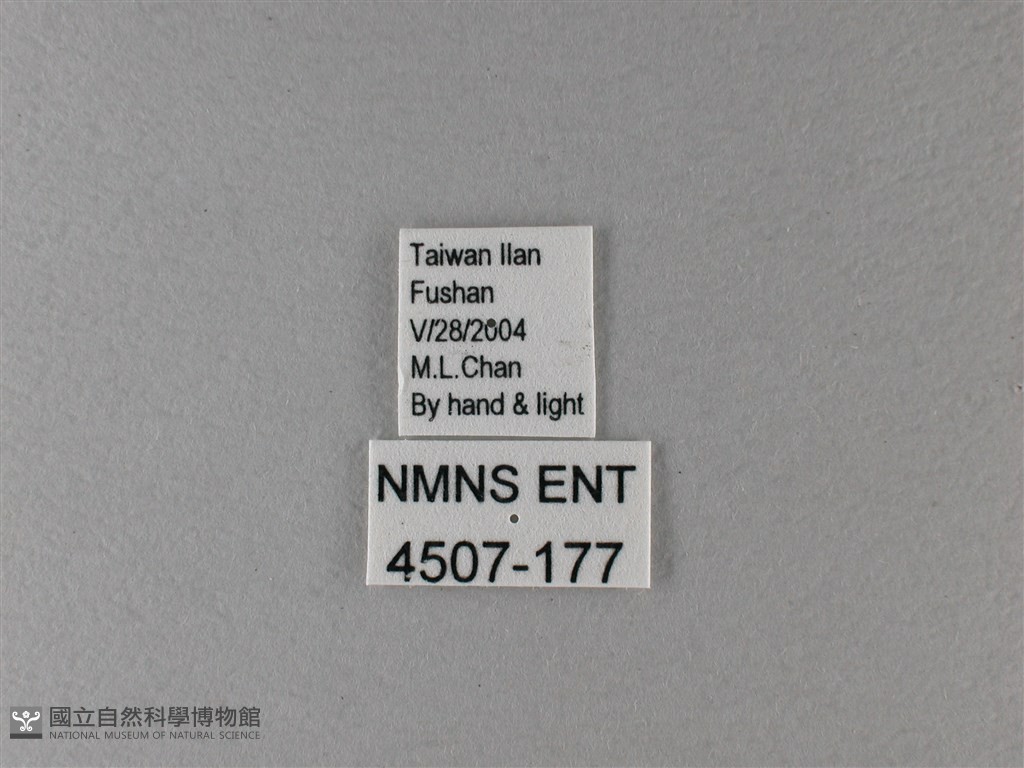 Taiwan Ilan
Fushan
V/28/2004
M.L.Chan
By hand & light
NMNS ENT
4507-177
國立自然科學博物館
NATIONAL MUSEUM OF NATURAL SCIENCE